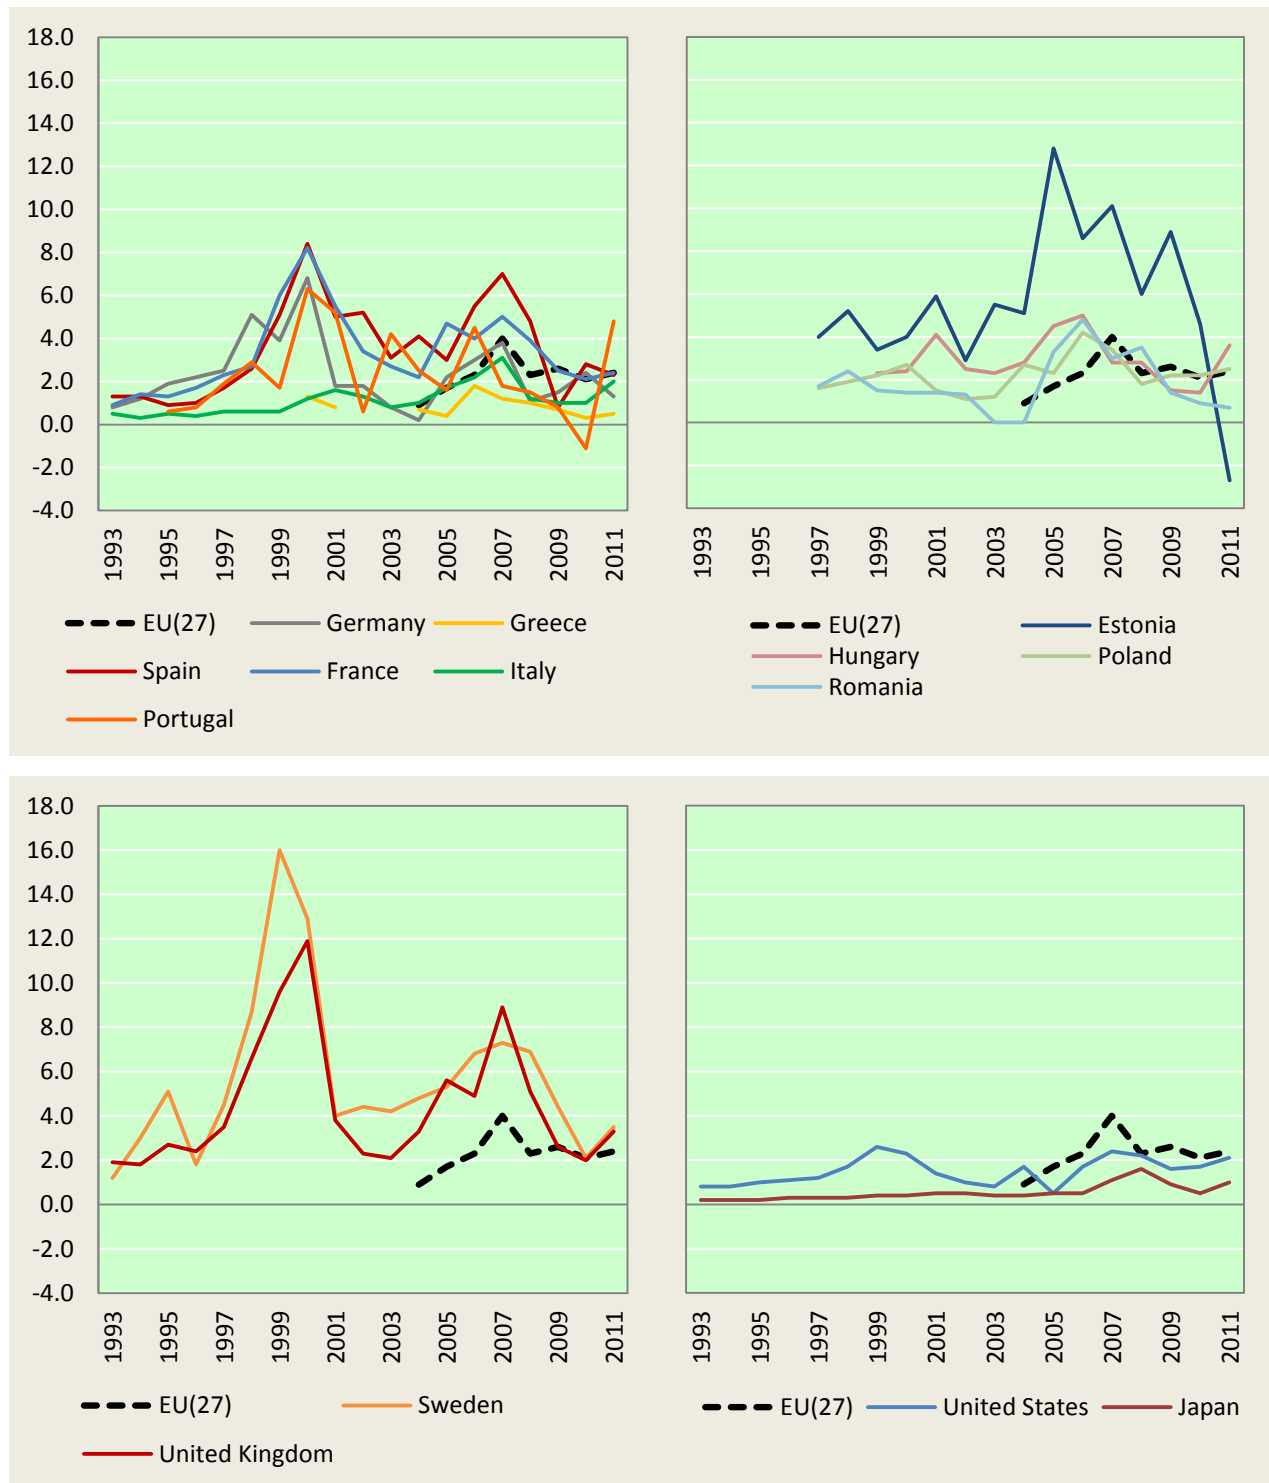 18.0
16.0
14.0
12.0
10.0
8.0
6.0
4.0
2.0
0.0
-2.0
-4.0
1993 1995 1997 1999 2001 2003 2005 2007 2009 2011
EU(27) Germany Greece
Spain France Italy
Portugal
1993 1995 1997 1999 2001 2003 2005 2007 2009 2011
EU(27) Estonia
Hungary Poland
Romania
18.0
16.0
14.0
12.0
10.0
8.0
6.0
4.0
2.0
0.0
-2.0
-4.0
1993 1995 1997 1999 2001 2003 2005 2007 2009 2011
EU(27) Sweden
United Kingdom
1993 1995 1997 1999 2001 2003 2005 2007 2009 2011
EU(27) United States Japan